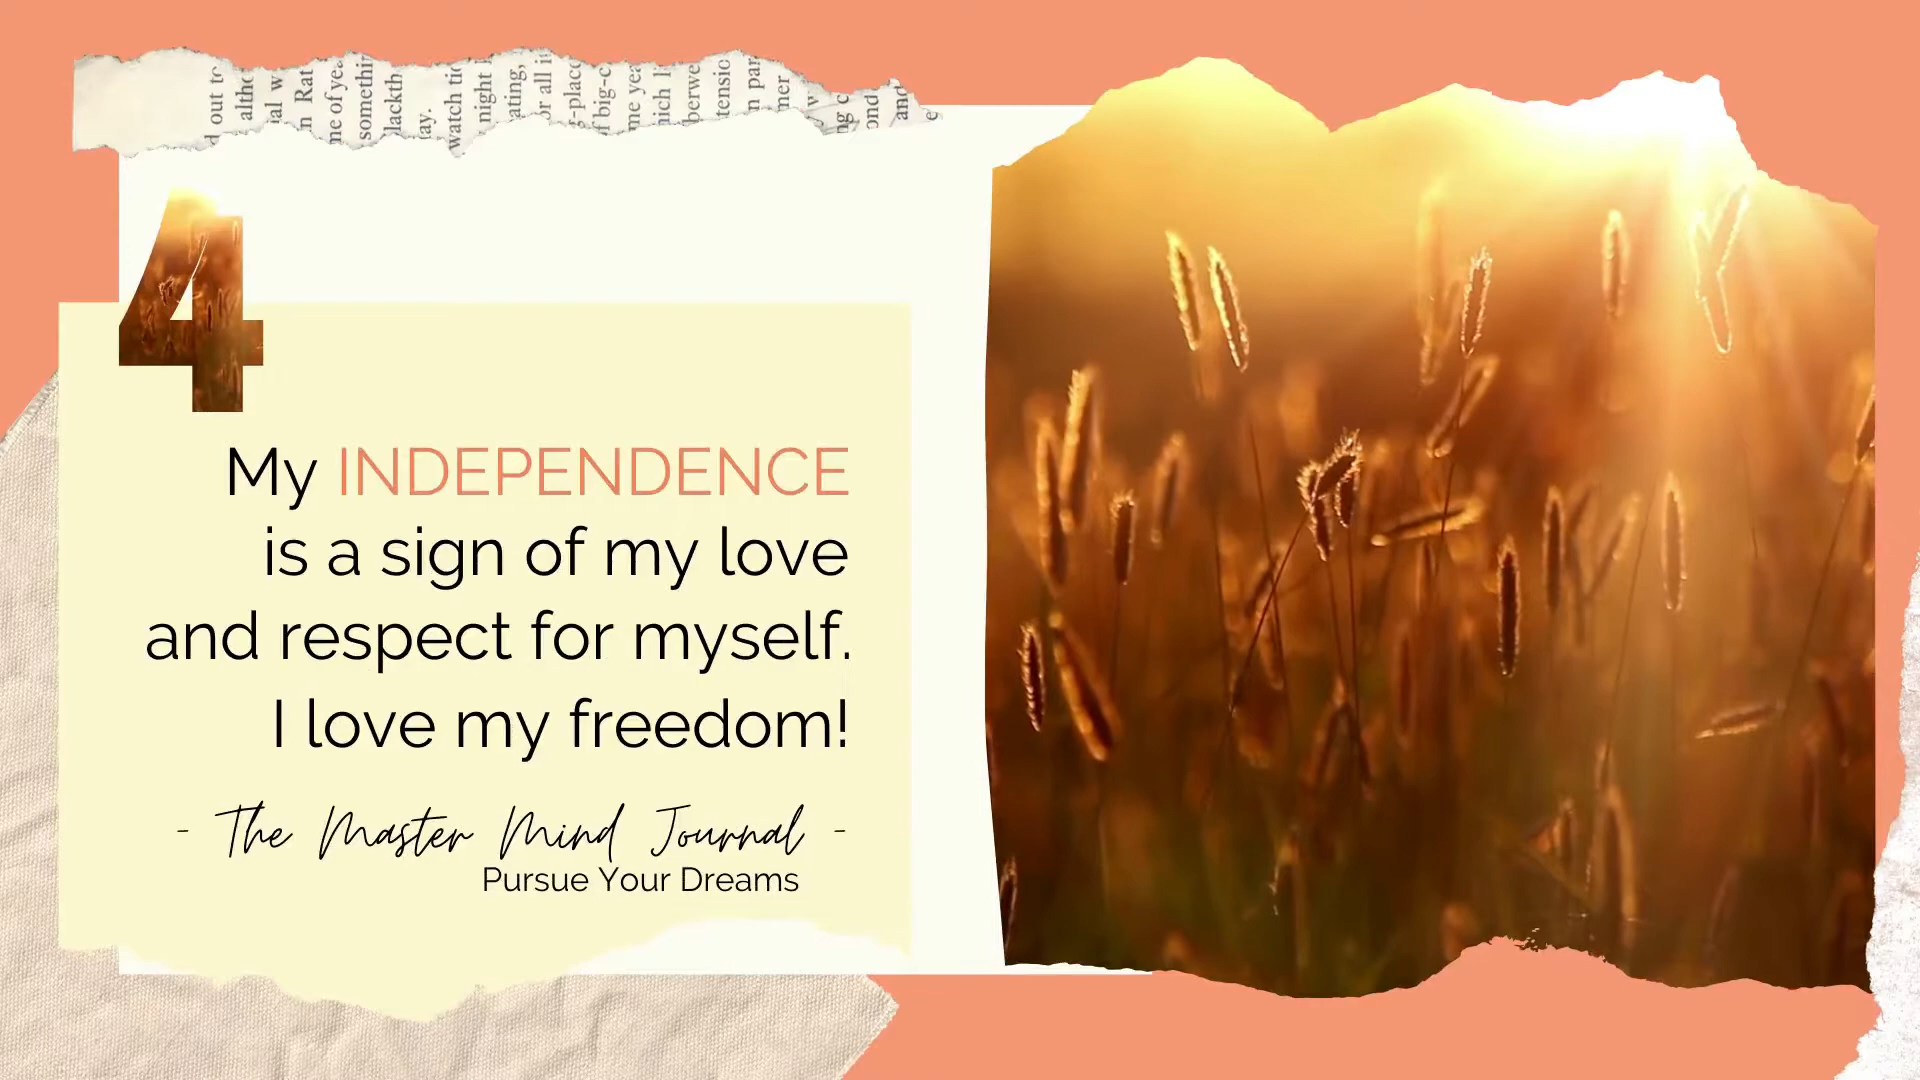 4
My INDEPENDENCE
is a sign of my love
and respect for myself.
I love my freedom!
- The Master Mind Journal -
Pursue Your Dreams